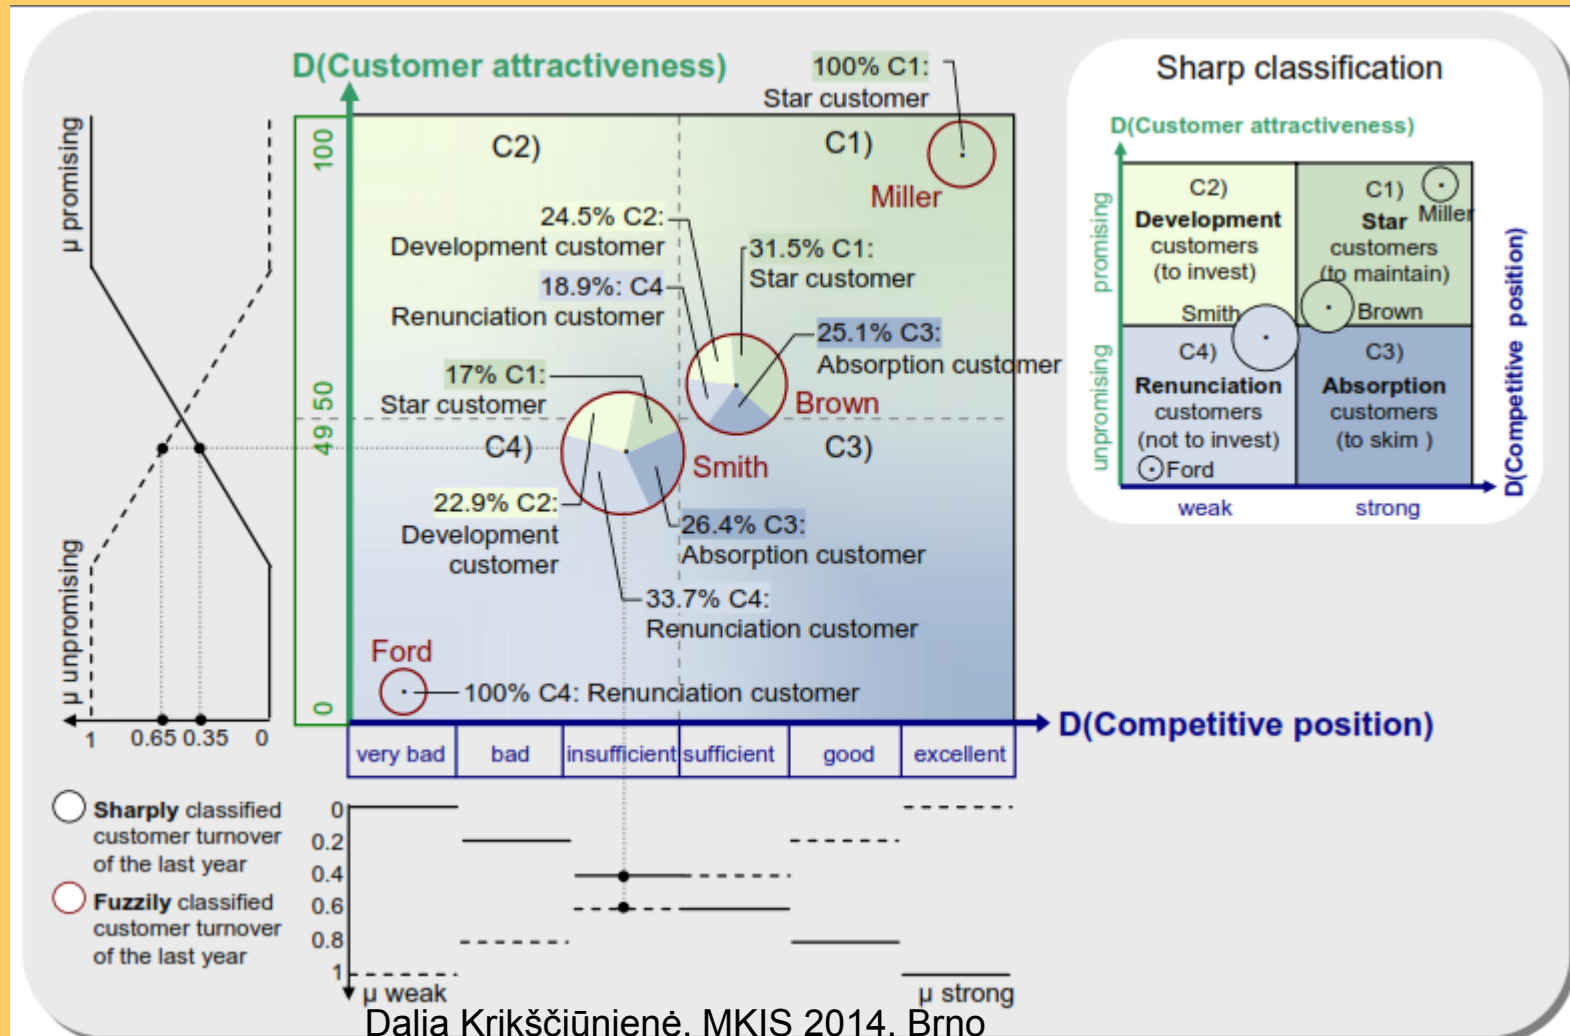 D(Customer attractiveness)
100% C1:
Star customer
μ promising
μ unpromising
1
0.65
0.35
0
100
50
49
0
C2)
C1)
Miller
24.5% C2:
Development customer
31.5% C1:
Star customer
18.9%: C4
Renunciation customer
25.1% C3:
Absorption customer
17% C1:
Star customer
Brown
C4)
C3)
Smith
22.9% C2:
Development
customer
26.4% C3:
Absorption customer
33.7% C4:
Renunciation customer
Ford
100% C4: Renunciation customer
D(Competitive position)
very bad
bad
insufficient
sufficient
good
excellent
0
0.2
0.4
0.6
0.8
1
μ weak
μ strong
Sharply classified
customer turnover
of the last year
Fuzzily classified
customer turnover
of the last year
Sharp classification
D(Customer attractiveness)
promising
unpromising
C2)
Development
customers
(to invest)
C1)
Star
customers
(to maintain)
Miller
Smith
Brown
C4)
Renunciation
customers
(not to invest)
Ford
C3)
Absorption
customers
(to skim )
weak
strong
D(Competitive position)
Dalia Krikščiūnienė, MKIS 2014, Brno